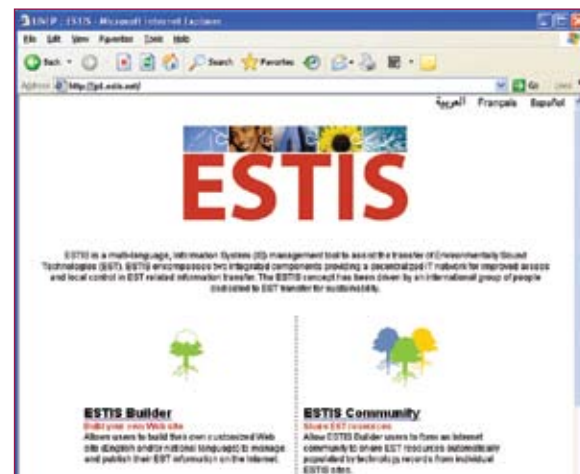 UNEP : ESTIS - Microsoft Internet Explorer
File Edit View Favorites Tools Help
Back Search Favorites
Address http://gd.estis.net/ Go Links
العربية Français Español
ESTIS
ESTIS is a multi-language, Information System (IS) management tool to assist the transfer of Environmentally Sound
Technologies (EST). ESTIS encompasses two integrated components providing a decentralized IT network for improved access
and local control in EST related information transfer. The ESTIS concept has been driven by an international group of people
dedicated to EST transfer for sustainability.
ESTIS Builder
Build your own Web site
Allows users to build their own customized Web
site (English and/or national language) to manage
and publish their EST information on the Internet.
ESTIS Community
Share EST resources
Allow ESTIS Builder users to form an Internet
community to share EST resources automatically
populated by technology records from individual
ESTIS sites.